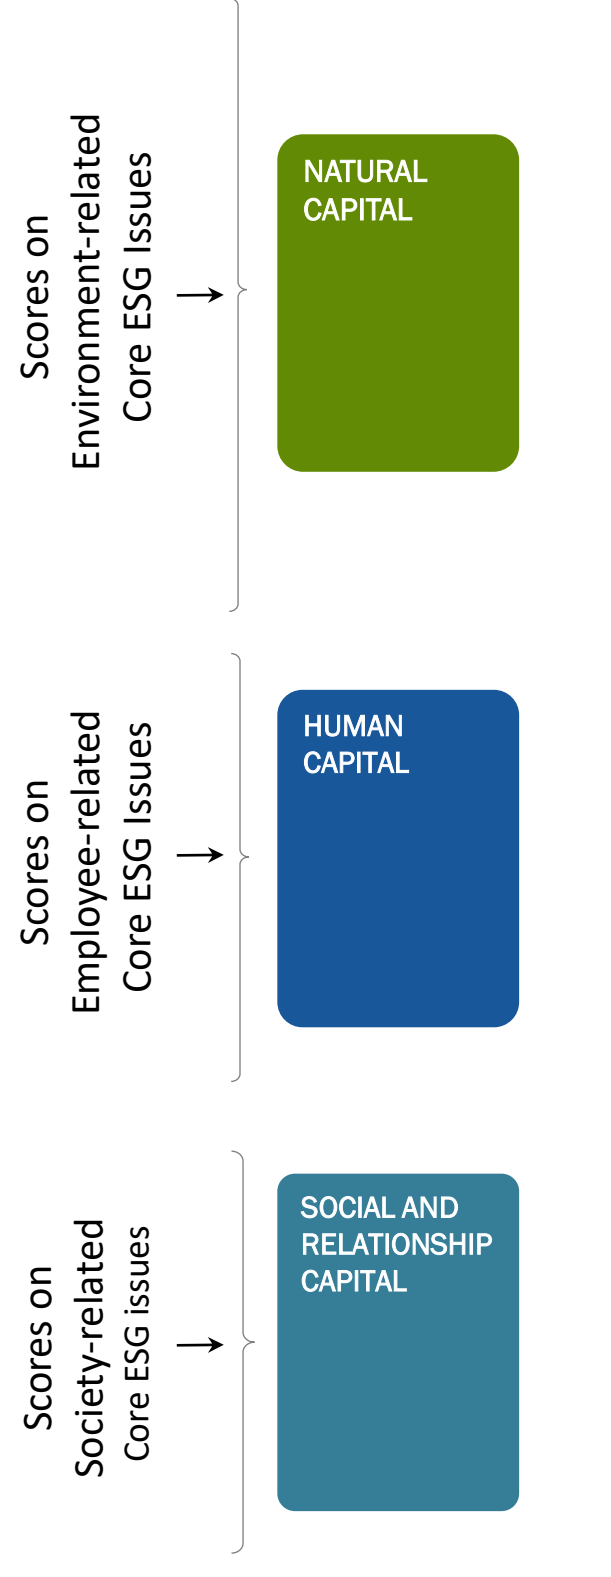 Scores on
Environment-related
Core ESG Issues
NATURAL
CAPITAL
Scores on
Employee-related
Core ESG Issues
HUMAN
CAPITAL
Scores on
Society-related
Core ESG issues
SOCIAL AND
RELATIONSHIP
CAPITAL